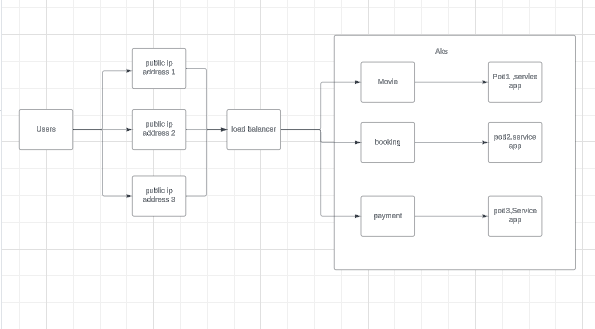 Aks
public ip
address 1
Movie
Pod1 ,service
app
Users
public ip
address 2
load balancer
booking
pod2,service
app
public ip
address 3
payment
pod3,Service
app